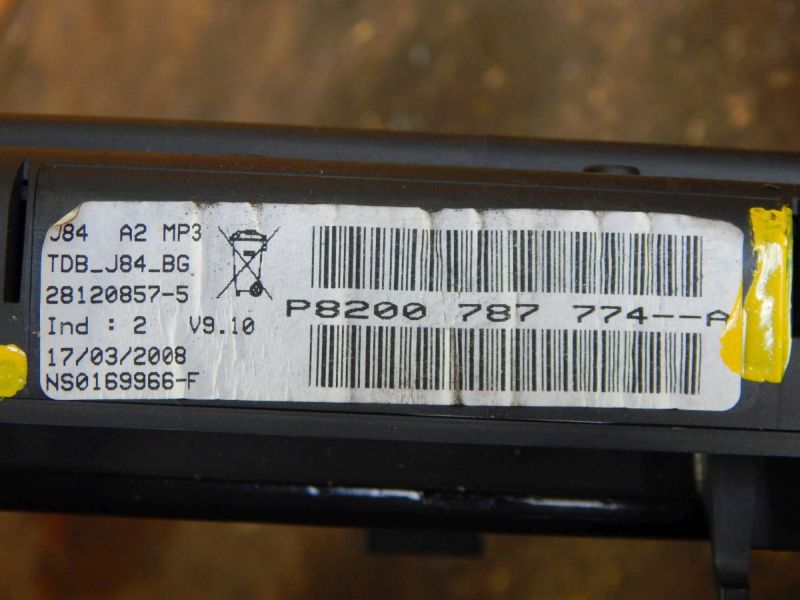 J84 A2 MP3
TDB_J84_BG
28120857-5
Ind : 2 V9.10
17/03/2008
NS0169966-F
P8200 787 774--A